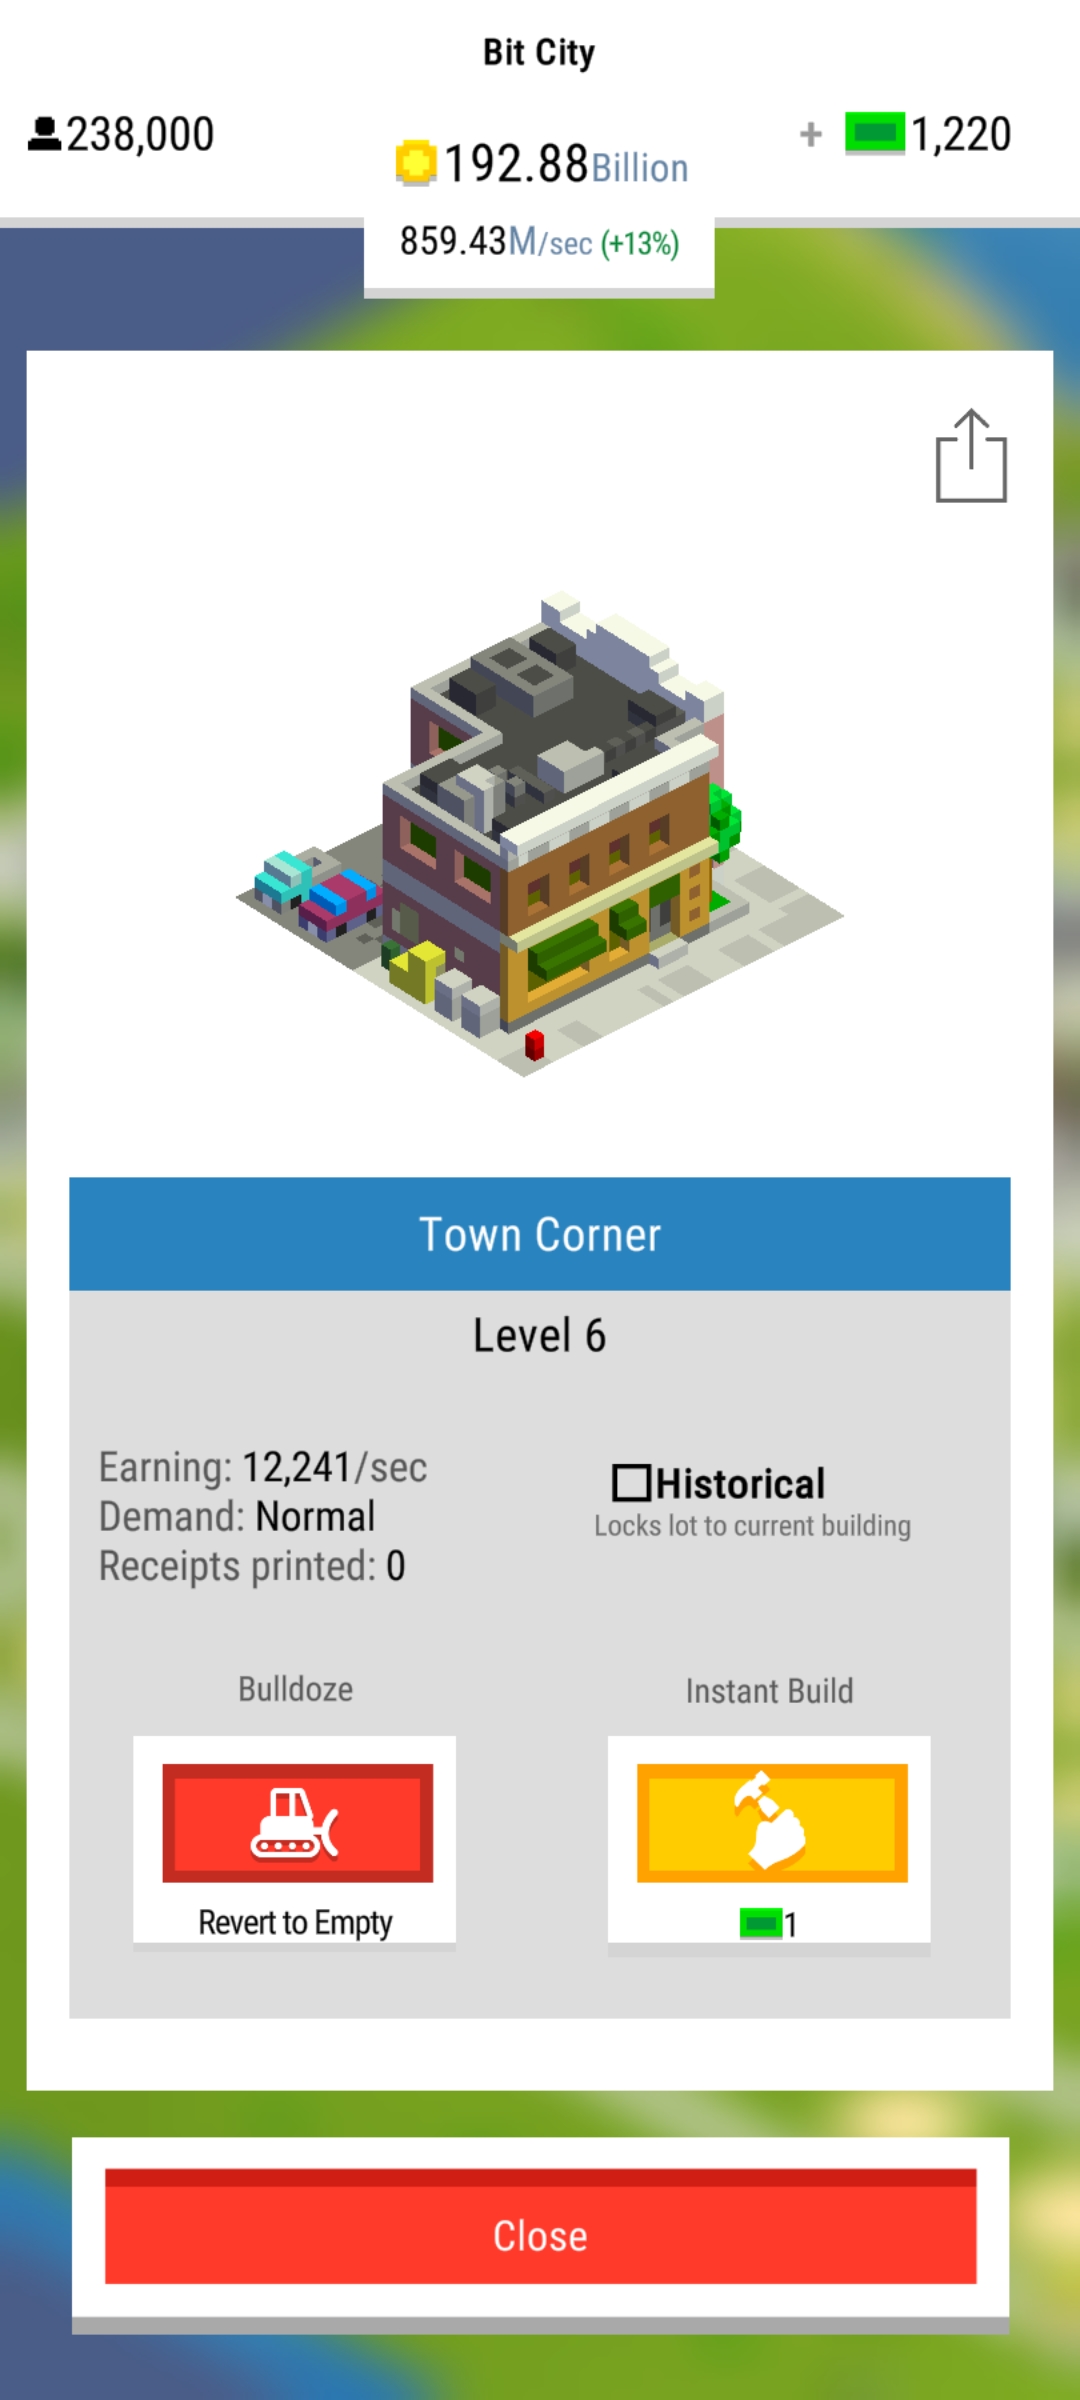 Bit City
238,000
192.88Billion
+ 1,220
859.43M/sec (+13%)
Town Corner
Level 6
Earning: 12,241/sec
Demand: Normal
Receipts printed: 0
Historical
Locks lot to current building
Bulldoze
Revert to Empty
Instant Build
1
Close